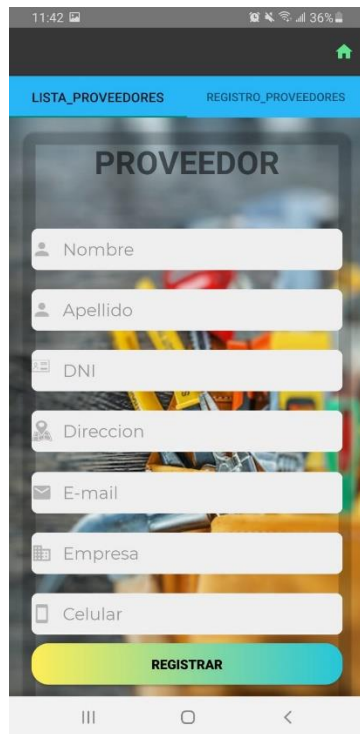 11:42 36%
LISTA_PROVEEDORES REGISTRO_PROVEEDORES
PROVEEDOR
Nombre
Apellido
DNI
Direccion
E-mail
Empresa
Celular
REGISTRAR